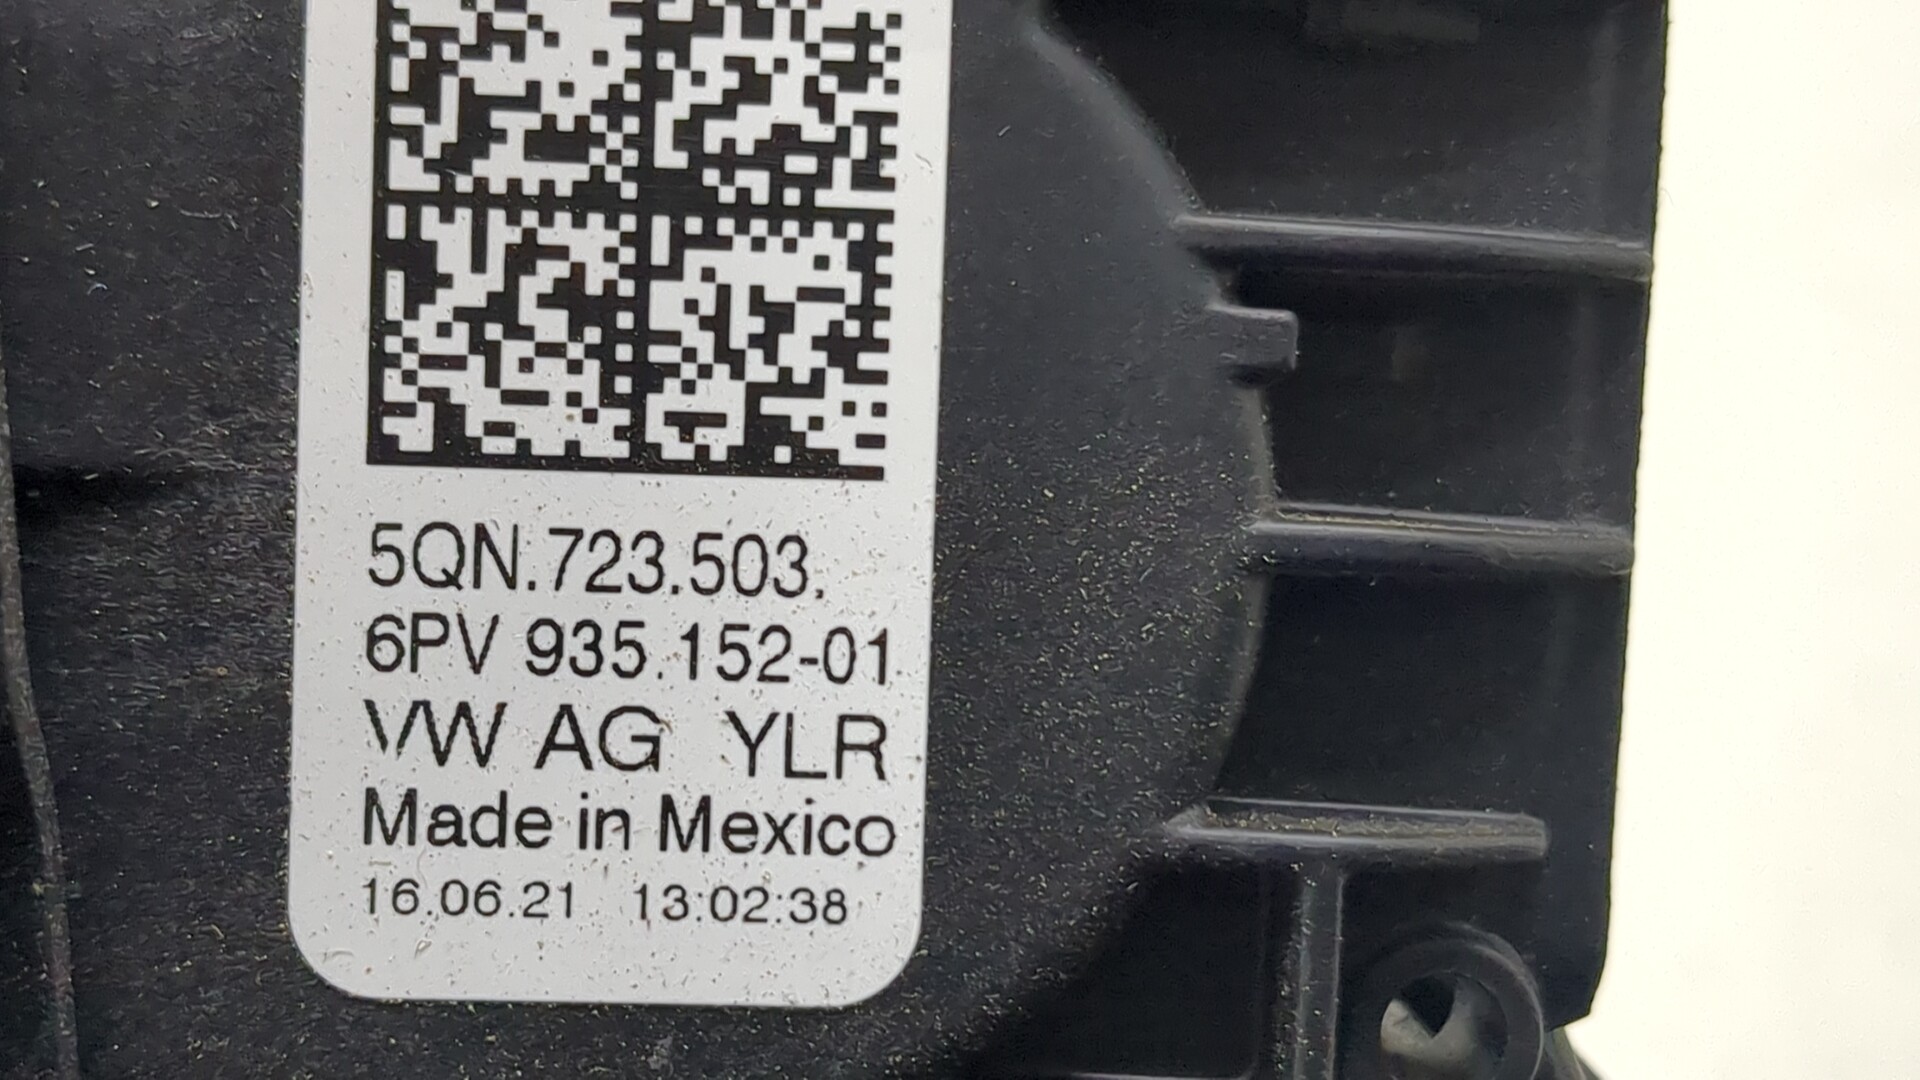 5QN.723.503.
6PV 935.152-01
VW AG YLR
Made in Mexico
16.06.21 13:02:38